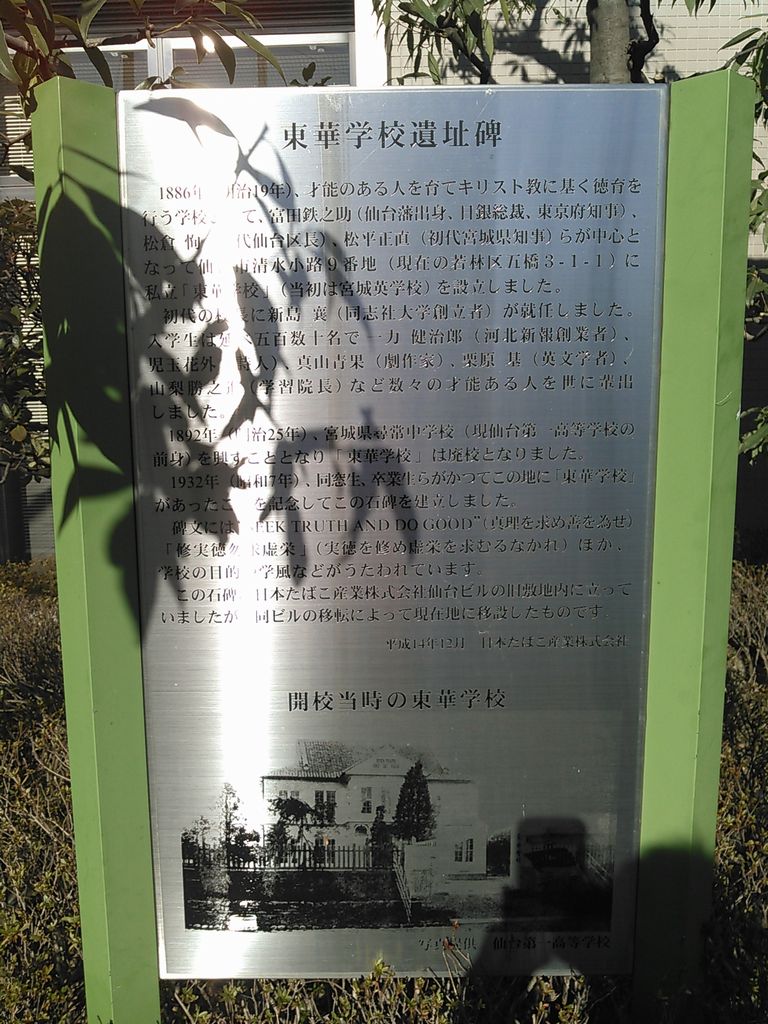 東華学校遺址碑
1886年 明治19年)、才能のある人を育てキリスト教に基く徳育を
行う学校 て、富田鉄之助(仙台藩出身、日銀総裁、東京府知事)、
松倉 恂 代仙台区長)、松平正直(初代宮城県知事)らが中心と
なって仙 市清水小路9番地(現在の若林区五橋3-1-1)に
私立「東華学校」(当初は宮城英学校)を設立しました。
初代の校長に新島 襄(同志社大学創立者)が就任しました。
入学生は延べ五百数十名で一力 健治郎(河北新報創業者)、
児玉花外 詩人)、真山青果(劇作家)、栗原 基(英文学者)、
山梨勝之進(学習院長)など数々の才能ある人を世に輩出
しました。
1892年(明治25年)、宮城県尋常中学校(現仙台第一高等学校の
前身)を興すこととなり「東華学校」は廃校となりました。
1932年(昭和7年)、同窓生、卒業生らがかつてこの地に「東華学校」
があったこ を記念してこの石碑を建立しました。
碑文には"SEEK TRUTH AND DO GOOD"(真理を求め善を為せ)
「修実徳勿求虚栄」(実徳を修め虚栄を求むるなかれ)ほか、
学校の目的 学風などがうたわれています。
この石碑 日本たばこ産業株式会社仙台ビルの旧敷地内に立って
いましたが 同ビルの移転によって現在地に移設したものです。
平成14年12月 日本たばこ産業株式会社
開校当時の東華学校
写真提供 仙台第一高等学校